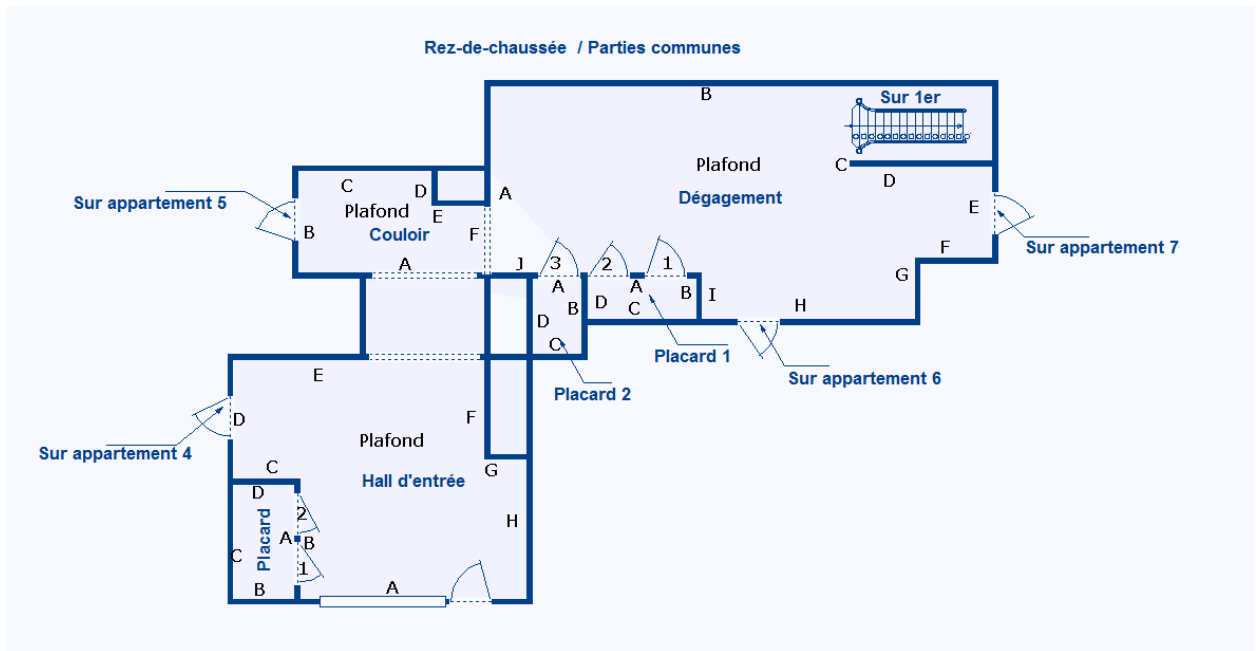 Rez-de-chaussée / Parties communes
B
Sur 1er
Plafond
C
D
Dégagement
C
D
A
Sur appartement 5
Plafond
E
E
B
Couloir
F
F
Sur appartement 7
A
J
3
2
1
G
A
B
D
A
C
B
I
H
D
C
Placard 1
Sur appartement 6
Placard 2
E
D
F
Plafond
Sur appartement 4
C
G
Hall d'entrée
D
2
H
Placard
A
B
C
1
B
A